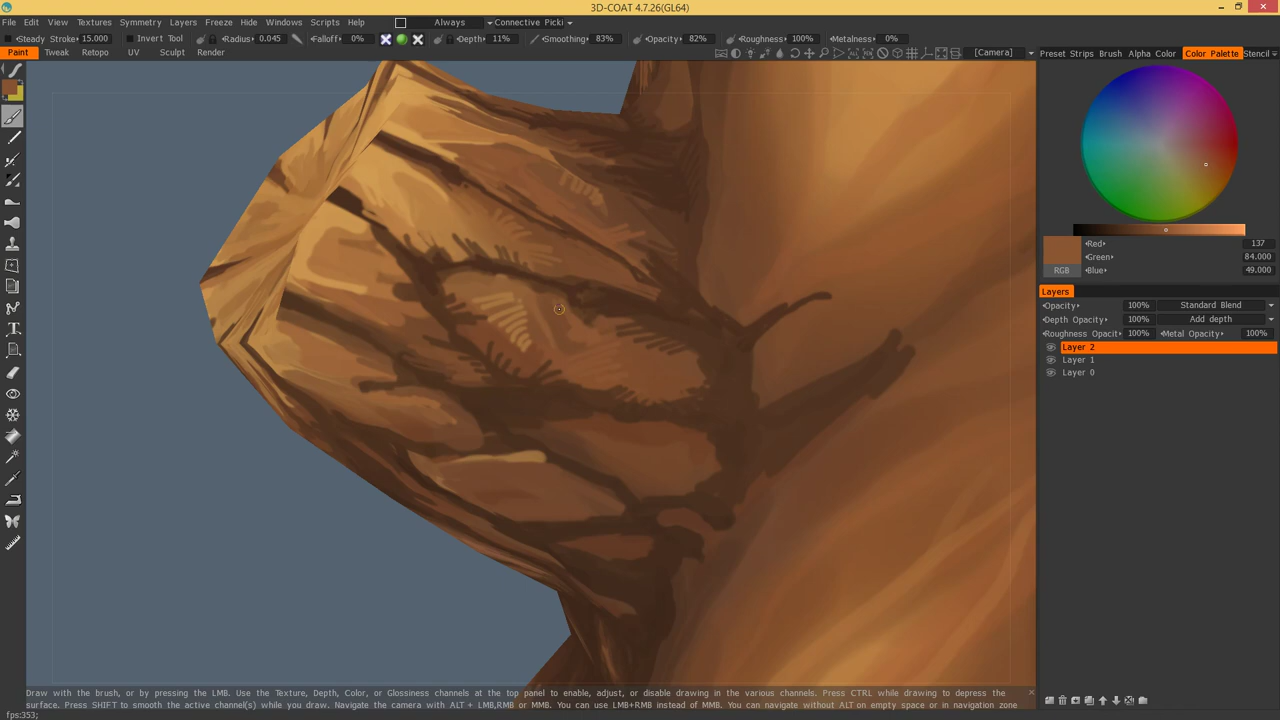 3D-COAT 4.7.26(GL64)
File Edit View Textures Symmetry Layers Freeze Hide Windows Scripts Help Always Connective Picki
Steady Stroke 15.000 Invert Tool Radius 0.045 Falloff 0% Depth 11% Smoothing 83% Opacity 82% Roughness 100% Metalness 0%
Paint Tweak Retopo UV Sculpt Render [Camera] Preset Strips Brush Alpha Color Color Palette Stencil
Red 137
Green 84.000
RGB Blue 49.000
Layers
Opacity 100% Standard Blend
Depth Opacity 100% Add depth
Roughness Opacit 100% Metal Opacity 100%
Layer 2
Layer 1
Layer 0
Draw with the brush, or by pressing the LMB. Use the Texture, Depth, Color, or Glossiness channels at the top panel to enable, adjust, or disable drawing in the various channels. Press CTRL while drawing to depress the
surface. Press SHIFT to smooth the active channel(s) while you draw. Navigate the camera with ALT + LMB,RMB or MMB. You can use LMB+RMB instead of MMB. You can navigate without ALT on empty space or in navigation zone
fps:353;